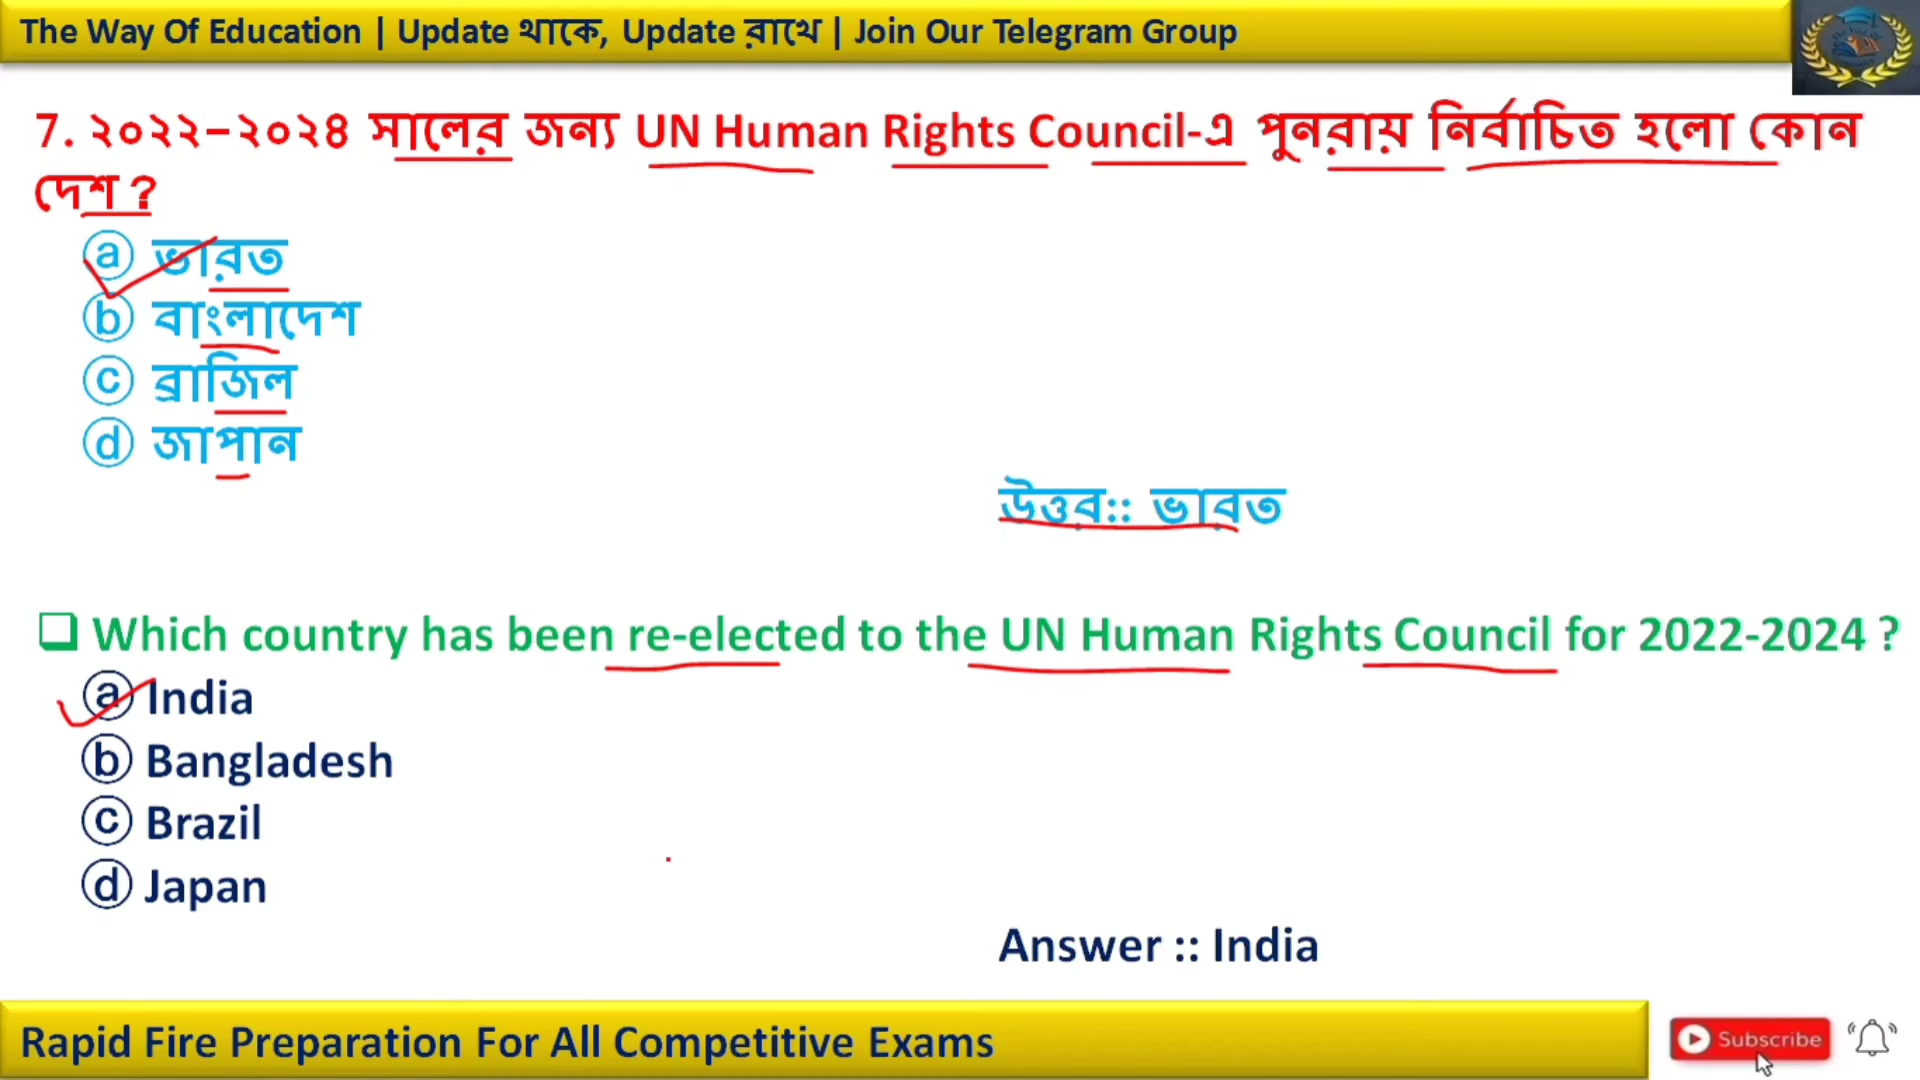 The Way Of Education | Update থাকে, Update রাখে | Join Our Telegram Group
7. ২০২২-২০২৪ সালের জন্য UN Human Rights Council-এ পুনরায় নির্বাচিত হলো কোন
দেশ ?
ⓐ ভারত
ⓑ বাংলাদেশ
ⓒ ব্রাজিল
ⓓ জাপান
উত্তর:: ভারত
❑ Which country has been re-elected to the UN Human Rights Council for 2022-2024 ?
ⓐ India
ⓑ Bangladesh
ⓒ Brazil
ⓓ Japan
Answer :: India
Rapid Fire Preparation For All Competitive Exams
Subscribe